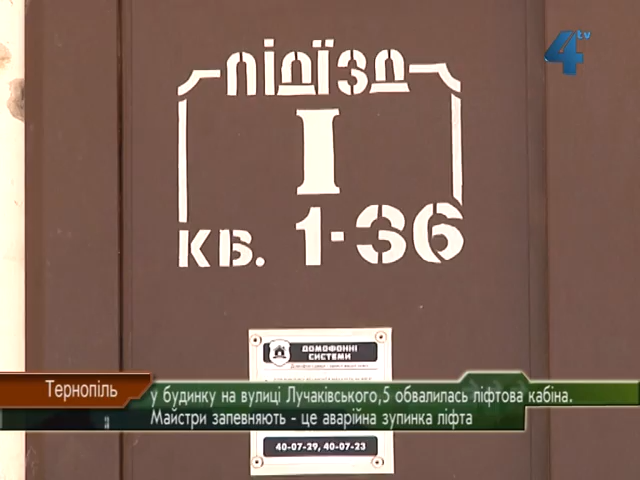 4 tv
підїзд
I
кв. 1-36
ДОМОФОННІ
СИСТЕМИ
Тернопіль
у будинку на вулиці Лучаківського,5 обвалилась ліфтова кабіна.
Майстри запевняють - це аварійна зупинка ліфта
40-07-29, 40-07-23